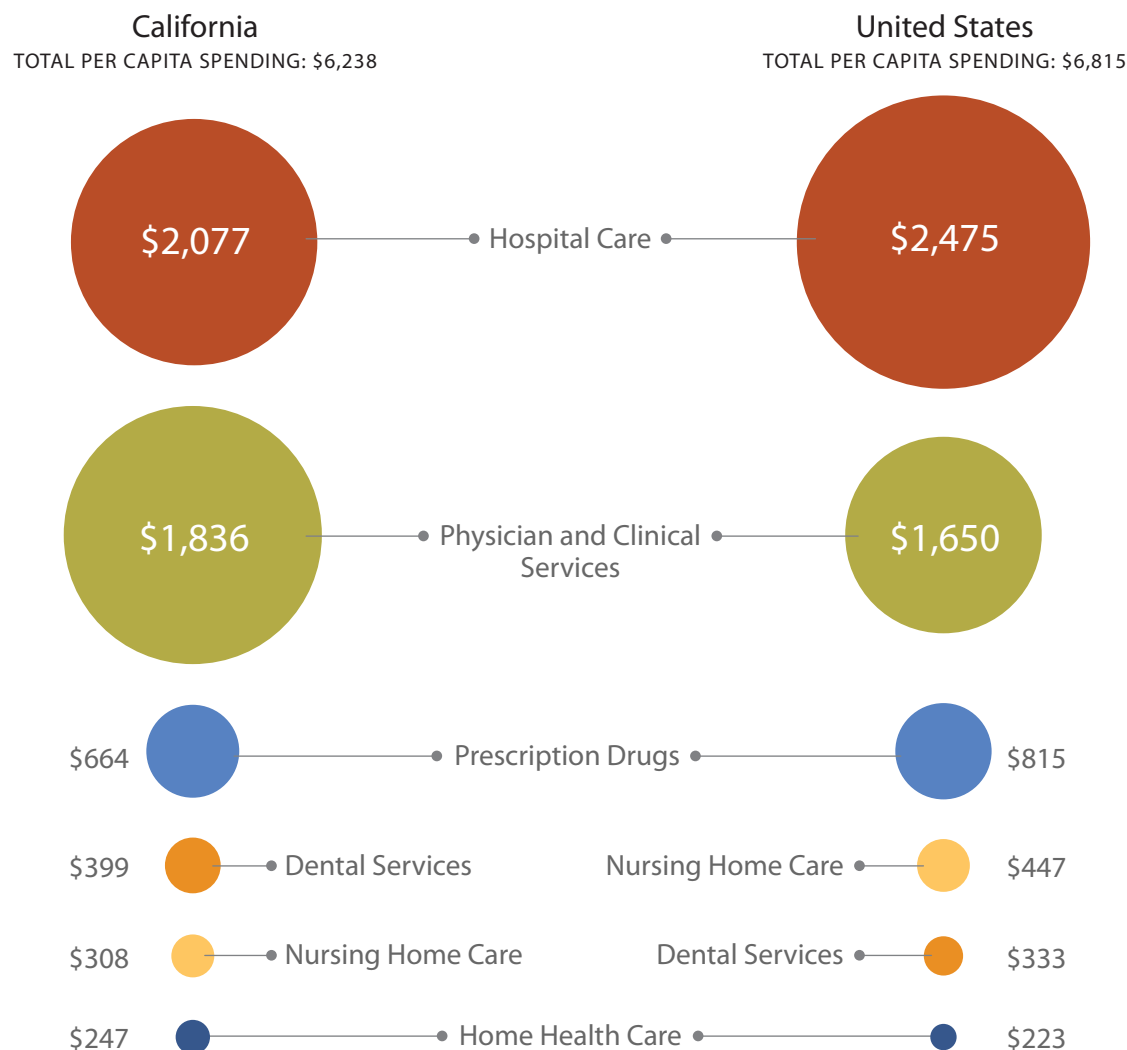 California
TOTAL PER CAPITA SPENDING: $6,238
United States
TOTAL PER CAPITA SPENDING: $6,815
$2,077
Hospital Care
$2,475
$1,836
Physician and Clinical
Services
$1,650
$664
Prescription Drugs
$815
$399
Dental Services
Nursing Home Care
$447
$308
Nursing Home Care
Dental Services
$333
$247
Home Health Care
$223